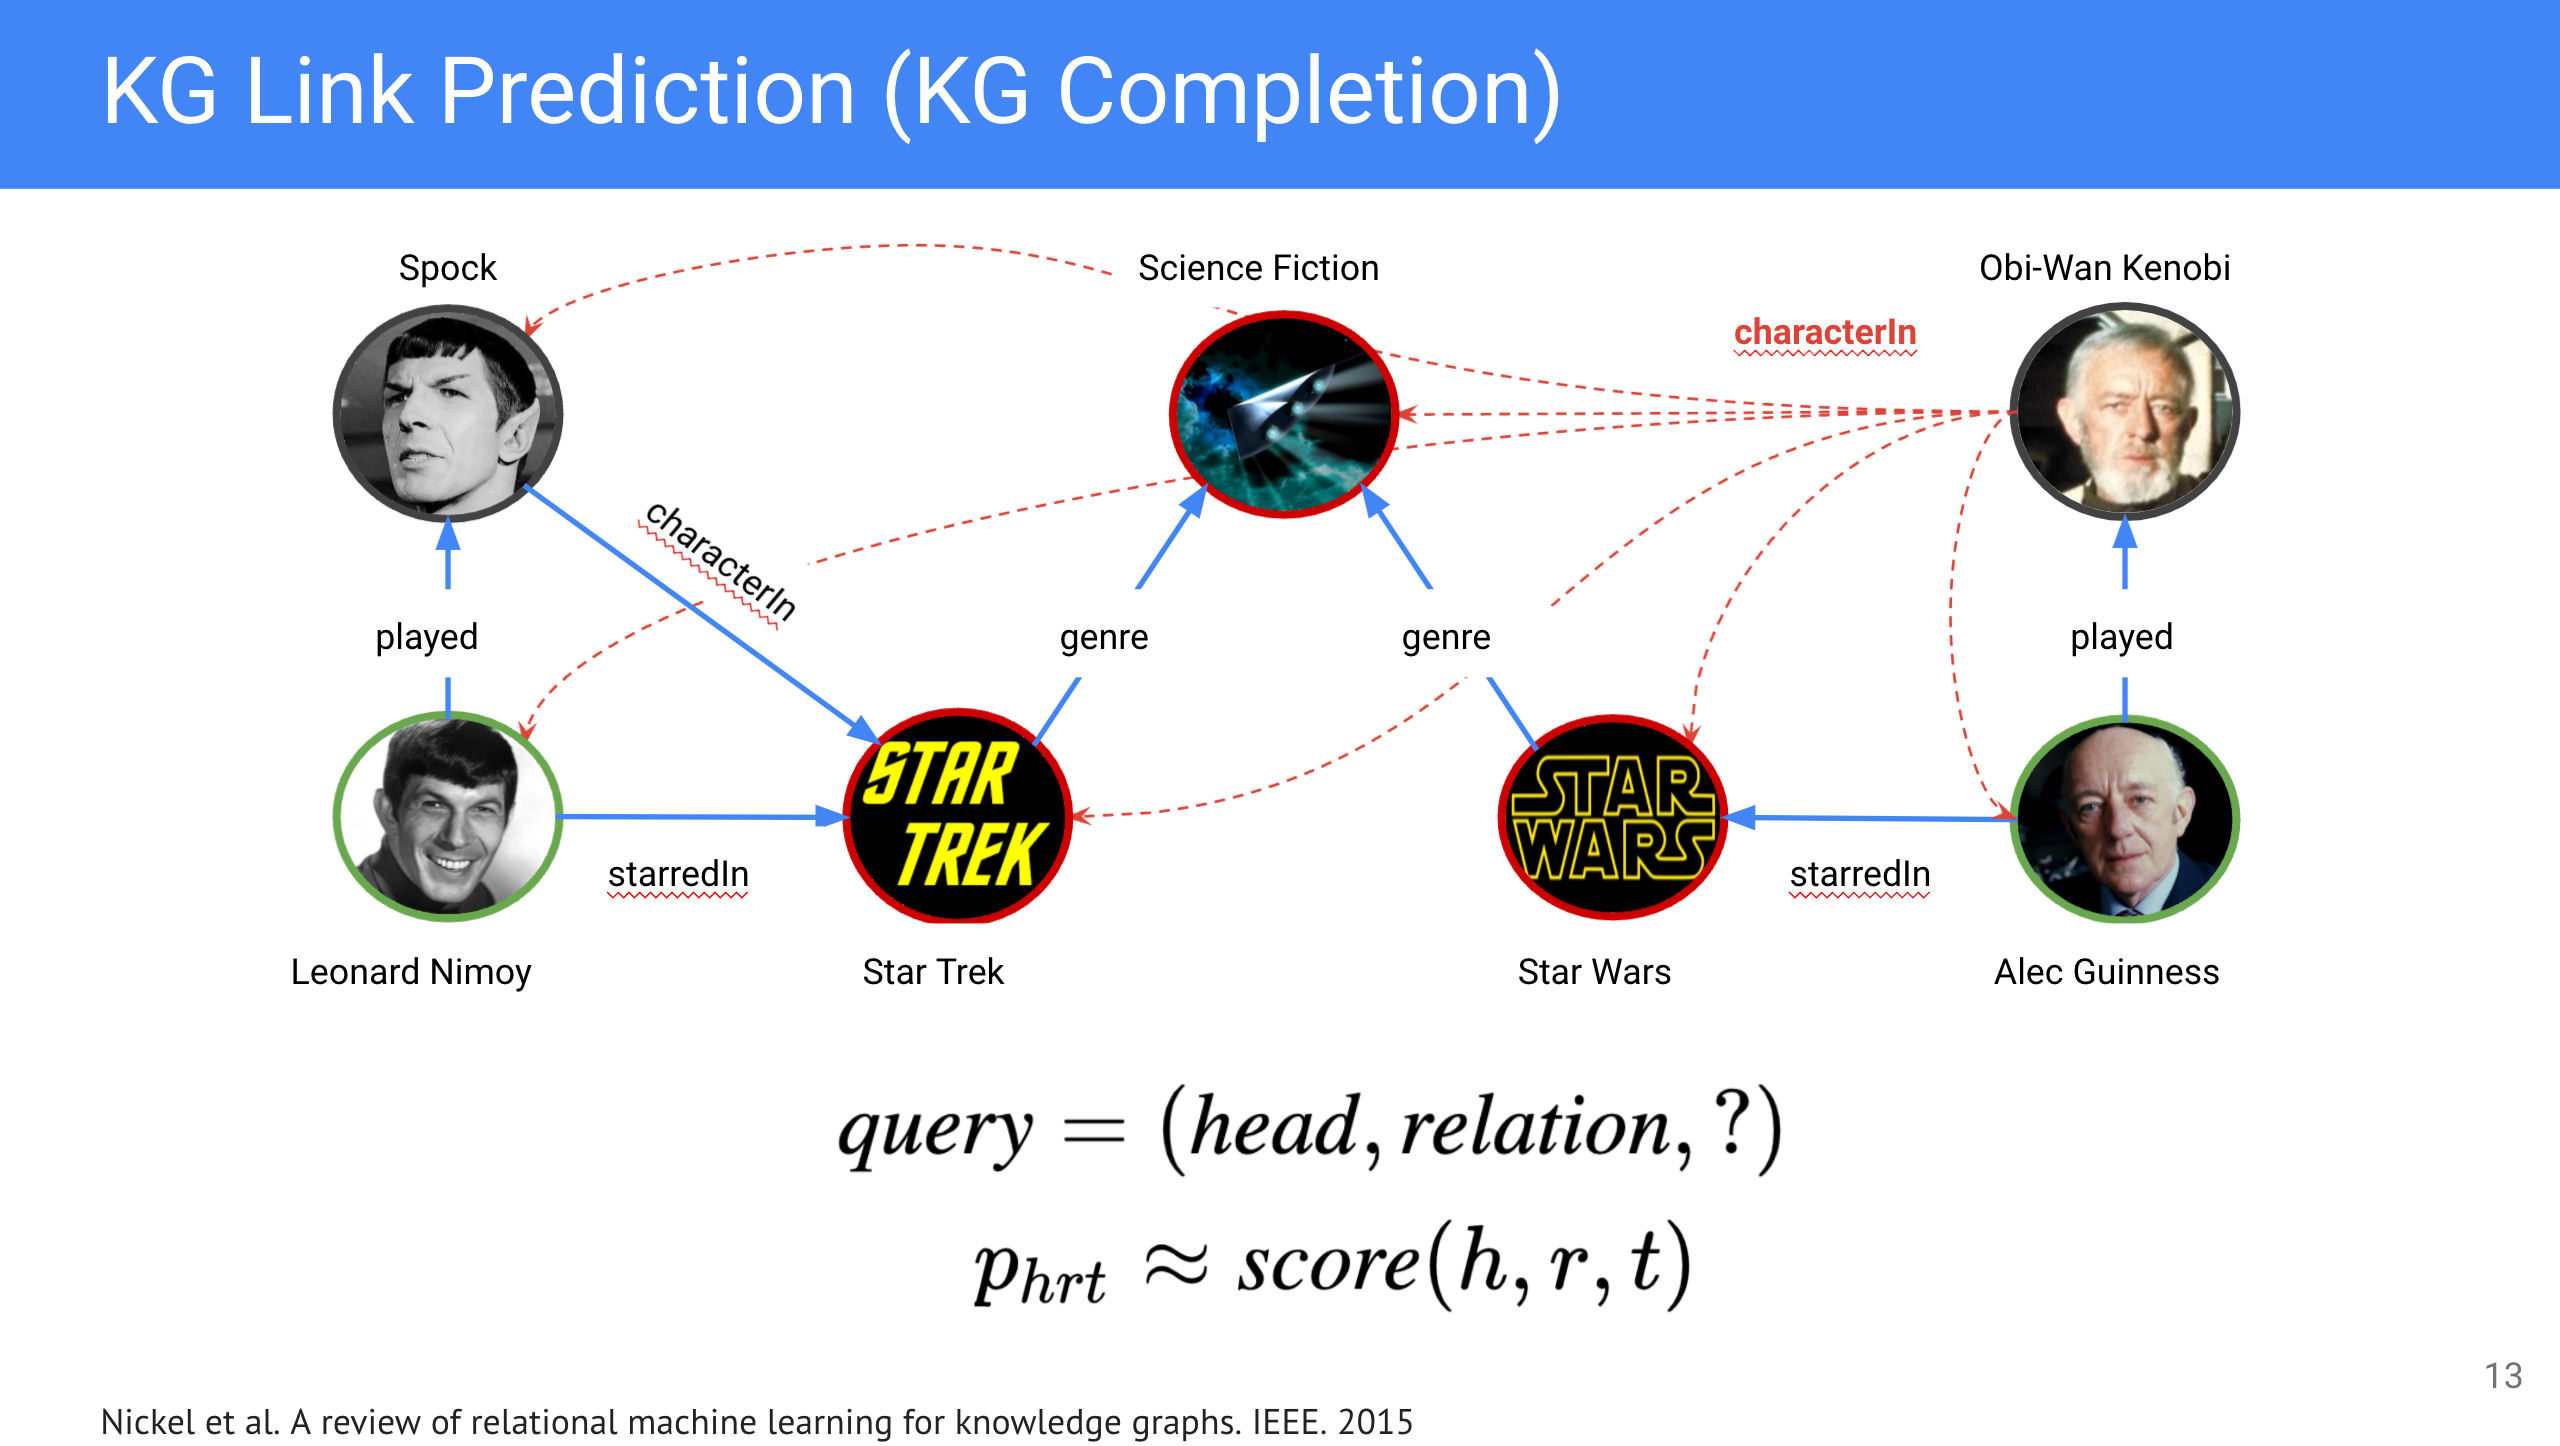 KG Link Prediction (KG Completion)
Spock
Science Fiction
Obi-Wan Kenobi
characterIn
characterIn
played
genre
genre
played
STAR
TREK
STAR
WARS
starredIn
starredIn
Leonard Nimoy
Star Trek
Star Wars
Alec Guinness
query = (head, relation, ?)
p_{hrt} ≈ score(h, r, t)
13
Nickel et al. A review of relational machine learning for knowledge graphs. IEEE. 2015